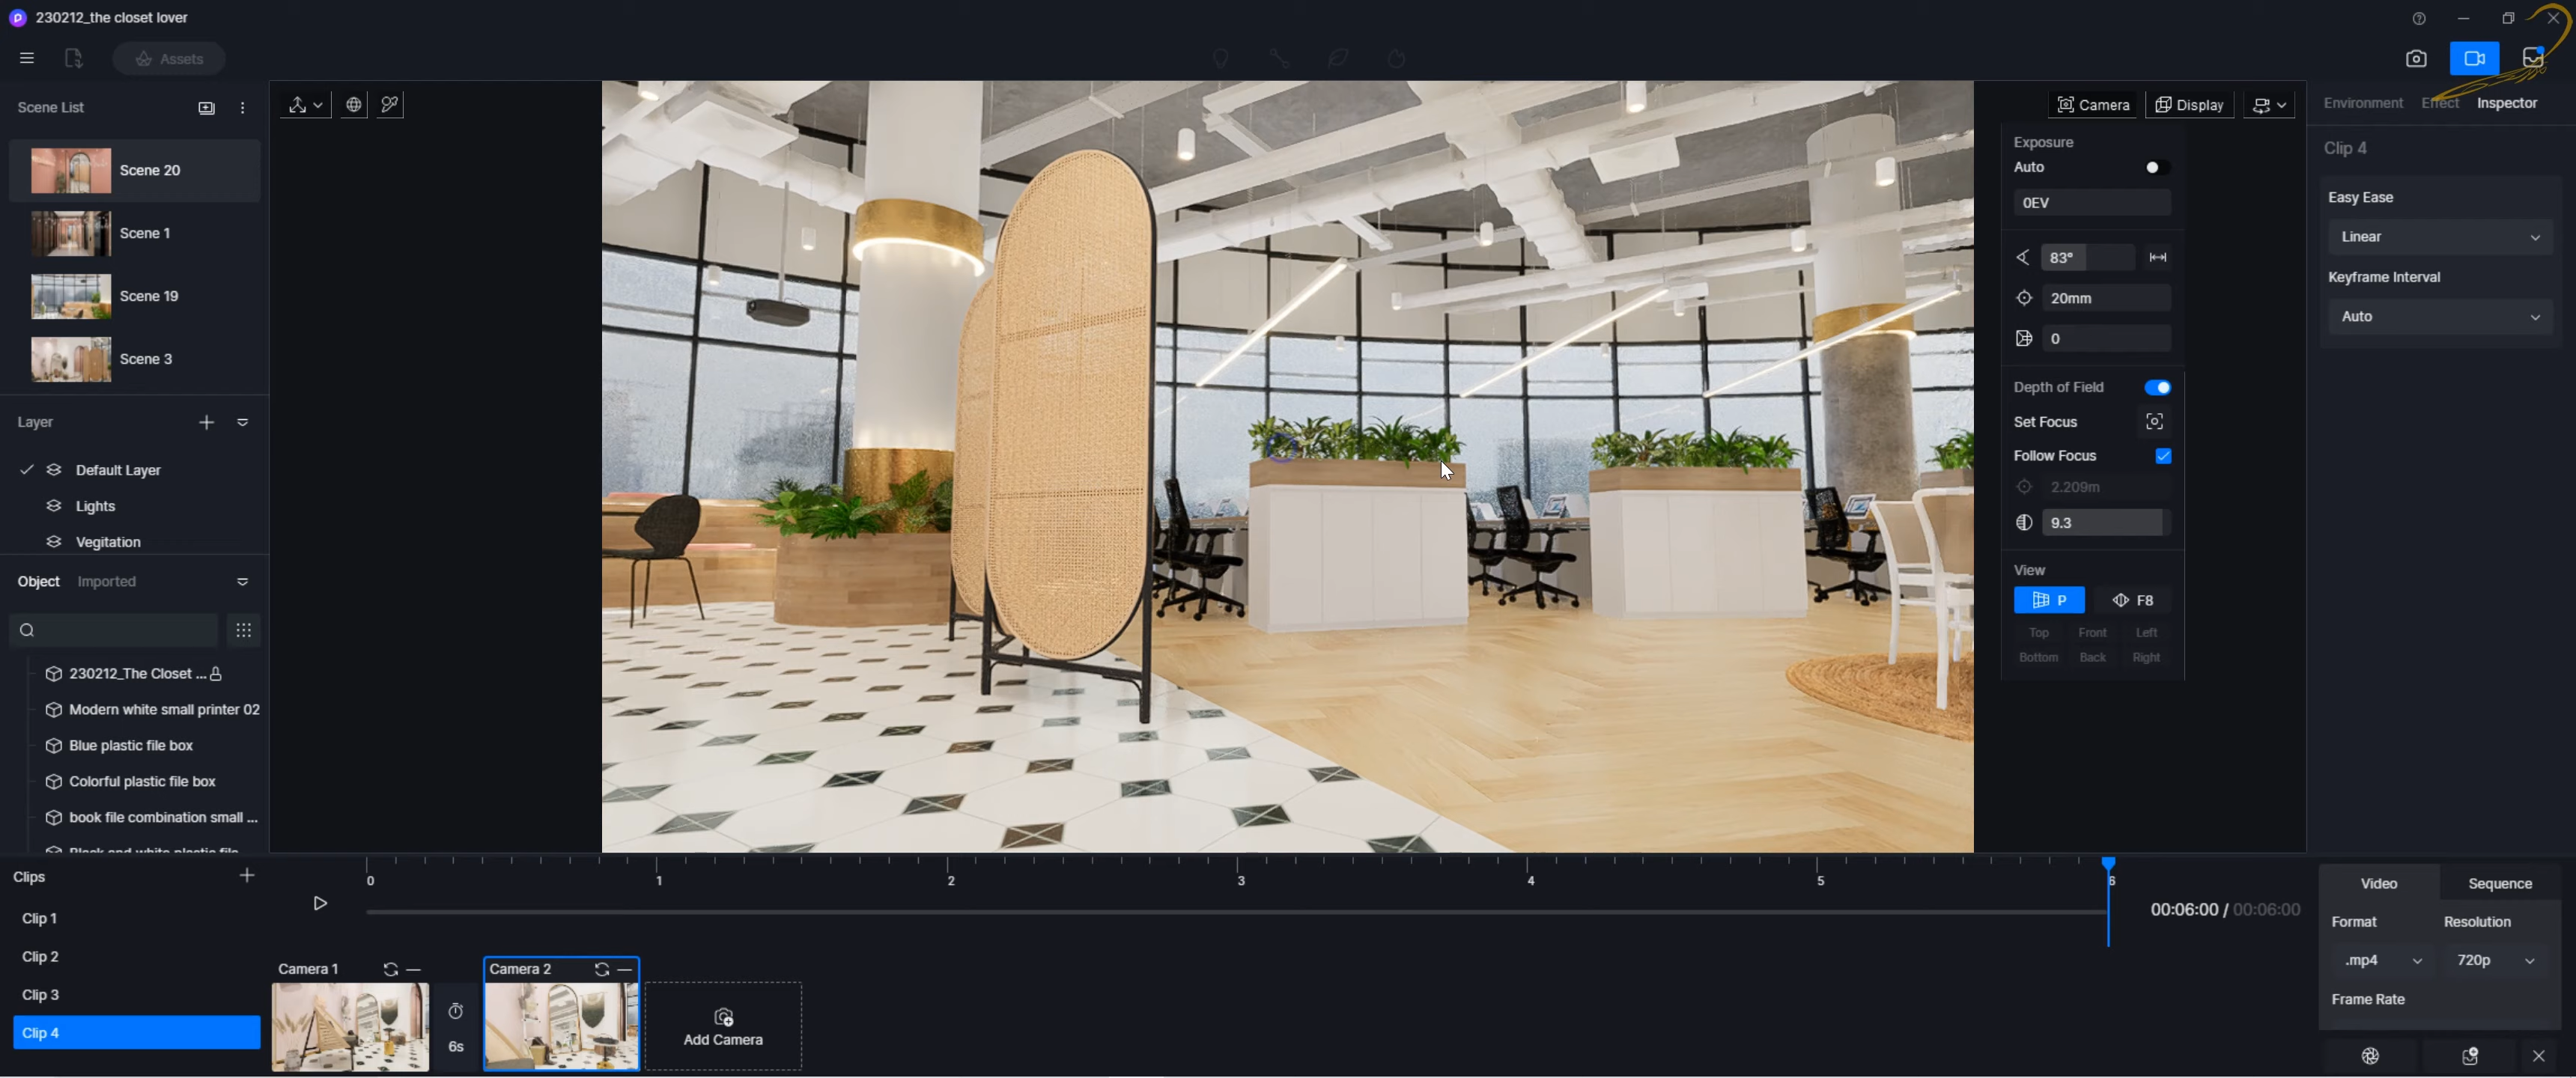 230212_the closet lover
Assets
Scene List
Scene 20
Scene 1
Scene 19
Scene 3
Layer
Default Layer
Lights
Vegitation
Object Imported
230212_The Closet ...
Modern white small printer 02
Blue plastic file box
Colorful plastic file box
book file combination small ...
Black and white plastic file
Camera Display
Exposure
Auto
0EV
83°
20mm
0
Depth of Field
Set Focus
Follow Focus
2.209m
9.3
View
P F8
Top Front Left
Bottom Back Right
Environment Effect Inspector
Clip 4
Easy Ease
Linear
Keyframe Interval
Auto
Clips
Clip 1
Clip 2
Clip 3
Clip 4
0 1 2 3 4 5 6
00:06:00 / 00:06:00
Camera 1
6s
Camera 2
Add Camera
Video Sequence
Format Resolution
.mp4 720p
Frame Rate